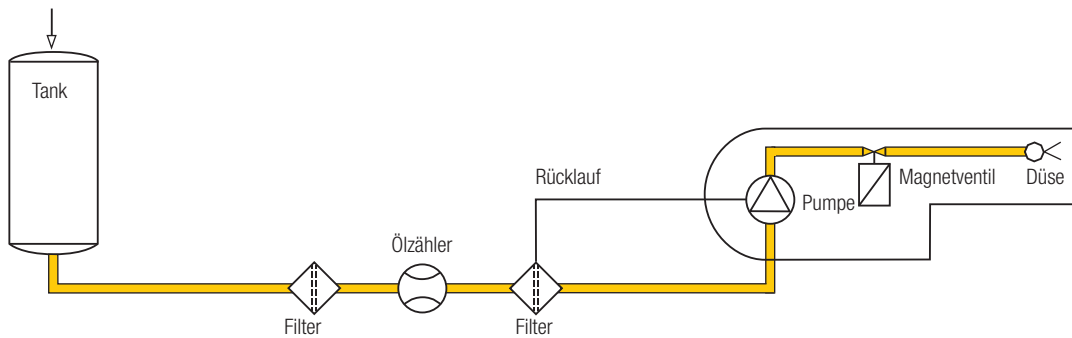 Tank
Rücklauf
Magnetventil
Düse
Pumpe
Ölzähler
Filter
Filter